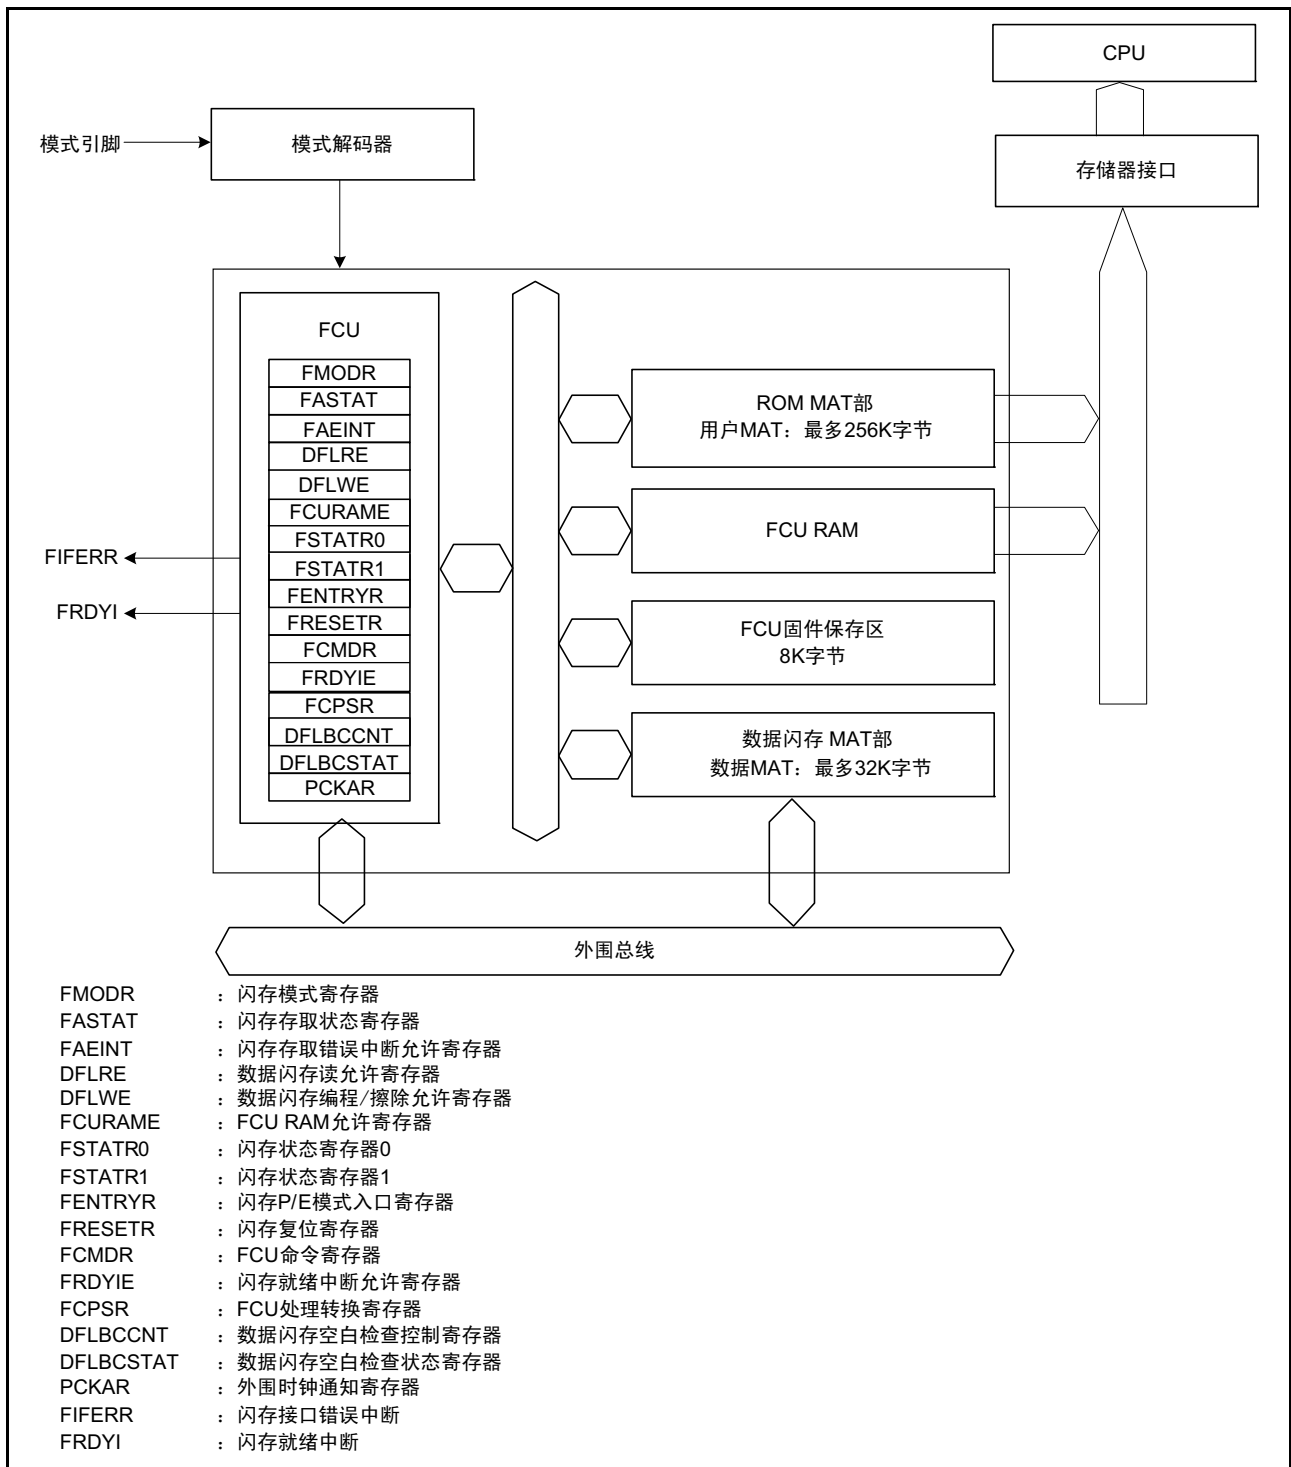 CPU
模式引脚
模式解码器
存储器接口
FCU
FMODR
FASTAT
FAEINT
DFLRE
DFLWE
FCURAME
FSTATR0
FSTATR1
FENTRYR
FRESETR
FCMDR
FRDYIE
FCPSR
DFLBCCNT
DFLBCSTAT
PCKAR
FIFERR
FRDYI
ROM MAT部
用户MAT：最多256K字节
FCU RAM
FCU固件保存区
8K字节
数据闪存 MAT部
数据MAT：最多32K字节
外围总线
FMODR ：闪存模式寄存器
FASTAT ：闪存存取状态寄存器
FAEINT ：闪存存取错误中断允许寄存器
DFLRE ：数据闪存读允许寄存器
DFLWE ：数据闪存编程/擦除允许寄存器
FCURAME ：FCU RAM允许寄存器
FSTATR0 ：闪存状态寄存器0
FSTATR1 ：闪存状态寄存器1
FENTRYR ：闪存P/E模式入口寄存器
FRESETR ：闪存复位寄存器
FCMDR ：FCU命令寄存器
FRDYIE ：闪存就绪中断允许寄存器
FCPSR ：FCU处理转换寄存器
DFLBCCNT ：数据闪存空白检查控制寄存器
DFLBCSTAT ：数据闪存空白检查状态寄存器
PCKAR ：外围时钟通知寄存器
FIFERR ：闪存接口错误中断
FRDYI ：闪存就绪中断